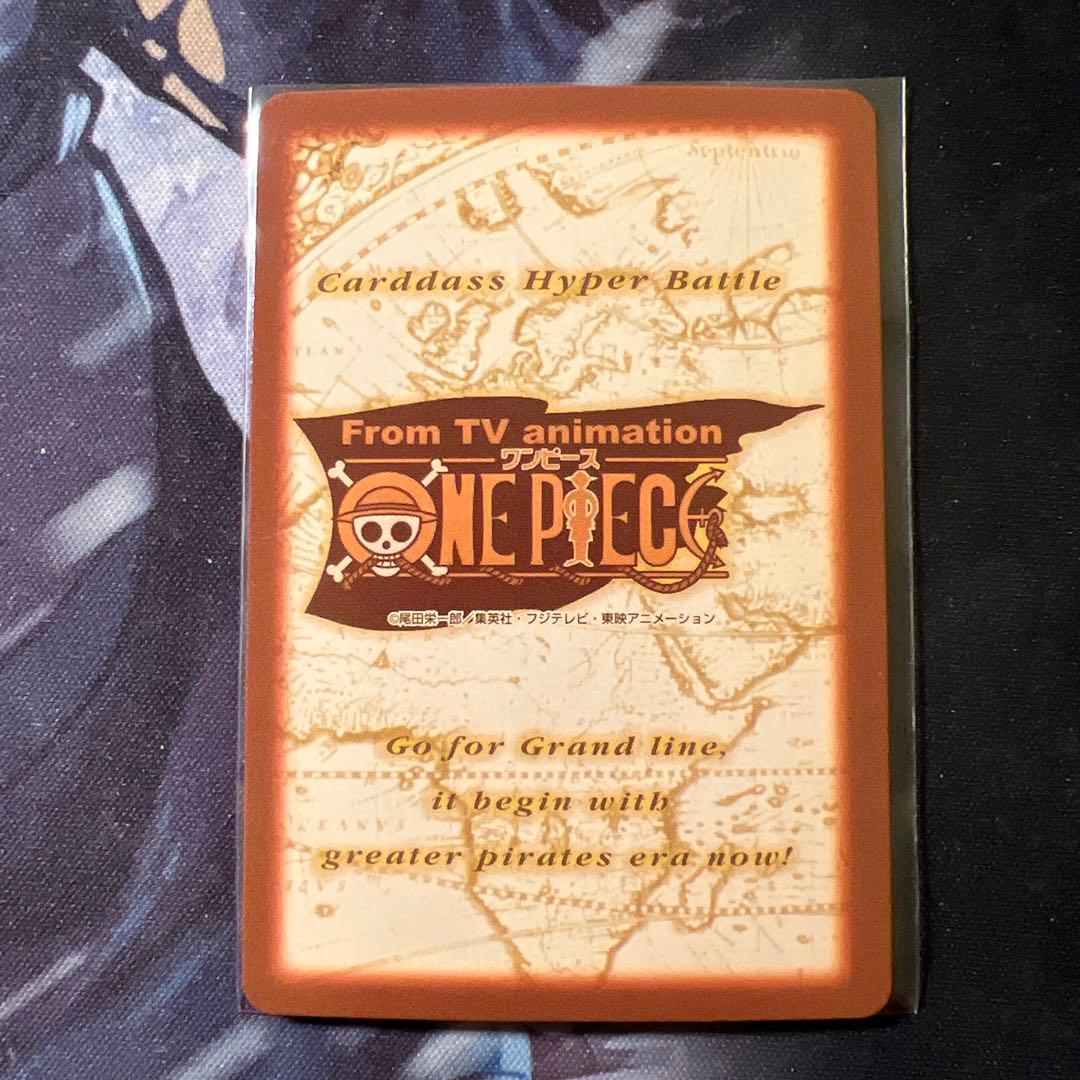 Septentrio
Carddass Hyper Battle
From TV animation
ワンピース
ONE PIECE
©尾田栄一郎／集英社・フジテレビ・東映アニメーション
Go for Grand line,
it begin with
greater pirates era now!